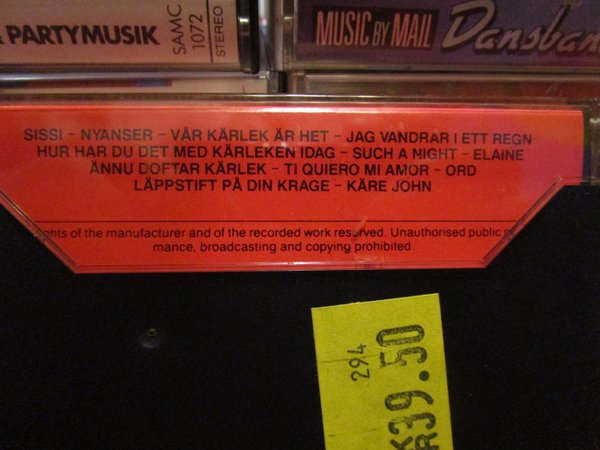 & PARTYMUSIK
SAMC
1072
STEREO
MUSIC BY MAIL
Dansban
SISSI – NYANSER – VÅR KÄRLEK ÄR HET – JAG VANDRAR I ETT REGN
HUR HAR DU DET MED KÄRLEKEN IDAG – SUCH A NIGHT – ELAINE
ÄNNU DOFTAR KÄRLEK – TI QUIERO MI AMOR – ORD
LÄPPSTIFT PÅ DIN KRAGE – KÄRE JOHN
ghts of the manufacturer and of the recorded work reserved. Unauthorised public
mance, broadcasting and copying prohibited.
294
39.50